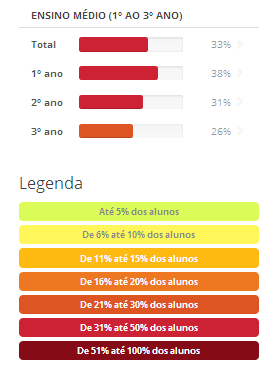 ENSINO MÉDIO (1º AO 3º ANO)
Total 33%
1º ano 38%
2º ano 31%
3º ano 26%
Legenda
Até 5% dos alunos
De 6% até 10% dos alunos
De 11% até 15% dos alunos
De 16% até 20% dos alunos
De 21% até 30% dos alunos
De 31% até 50% dos alunos
De 51% até 100% dos alunos